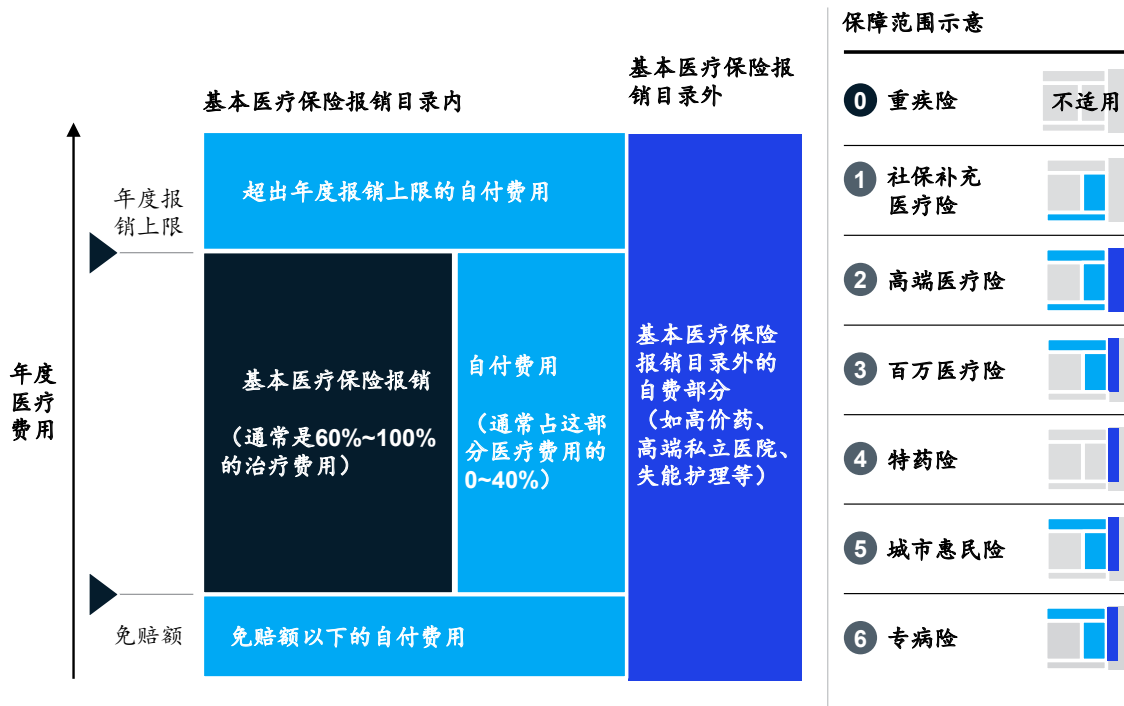 保障范围示意
基本医疗保险报
销目录外
基本医疗保险报销目录内
年度报
销上限
超出年度报销上限的自付费用
年度
医疗
费用
基本医疗保险报销
（通常是60%~100%
的治疗费用）
自付费用
（通常占这部
分医疗费用的
0~40%）
基本医疗保险
报销目录外的
自费部分
（如高价药、
高端私立医院、
失能护理等）
免赔额
免赔额以下的自付费用
0 重疾险 不适用
1 社保补充
医疗险
2 高端医疗险
3 百万医疗险
4 特药险
5 城市惠民险
6 专病险